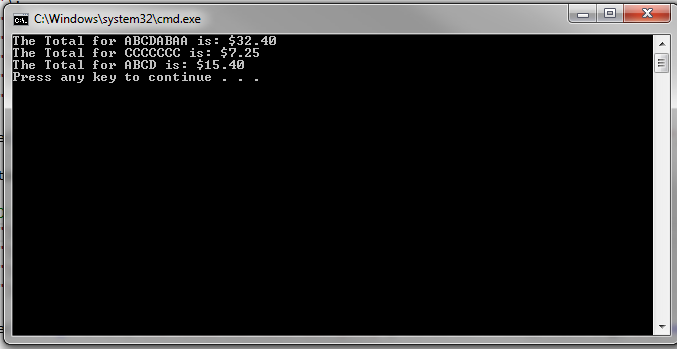 C:\Windows\system32\cmd.exe
The Total for ABCDABAA is: $32.40
The Total for CCCCCCC is: $7.25
The Total for ABCD is: $15.40
Press any key to continue . . .